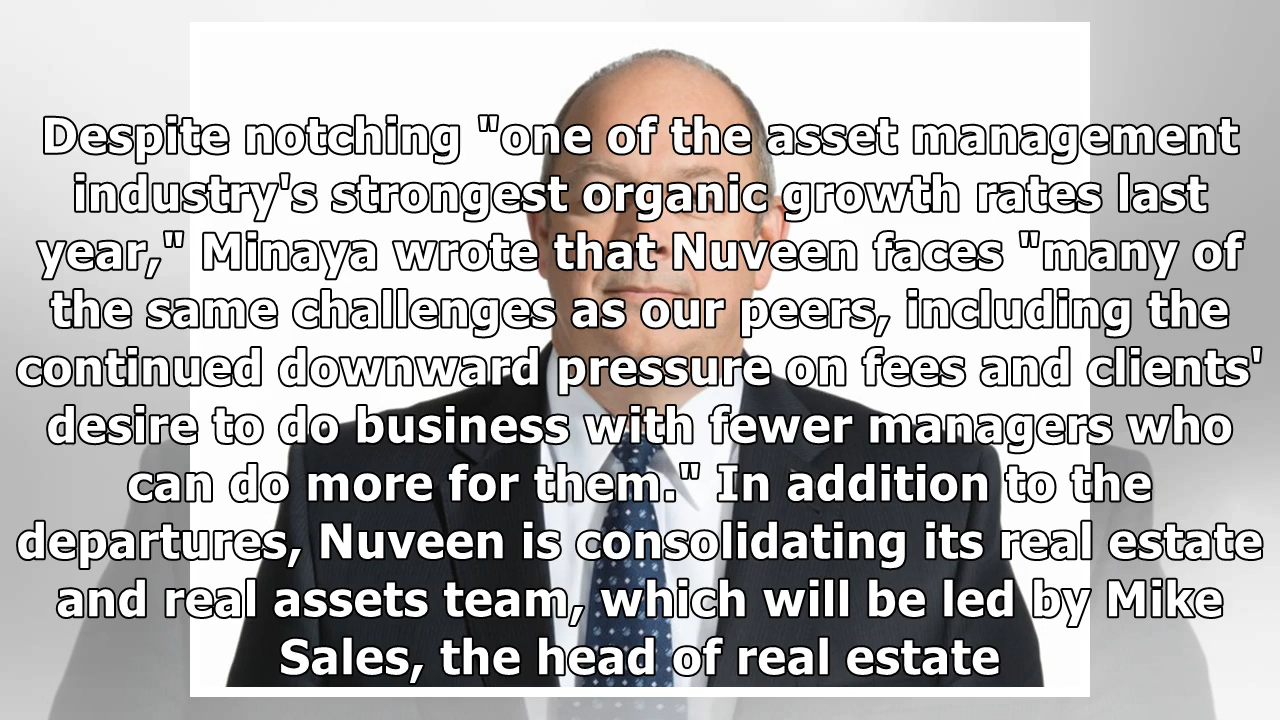 Despite notching "one of the asset management
industry's strongest organic growth rates last
year," Minaya wrote that Nuveen faces "many of
the same challenges as our peers, including the
continued downward pressure on fees and clients'
desire to do business with fewer managers who
can do more for them." In addition to the
departures, Nuveen is consolidating its real estate
and real assets team, which will be led by Mike
Sales, the head of real estate